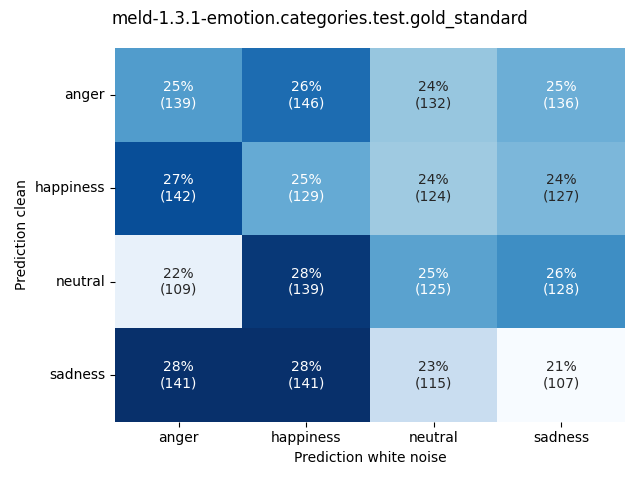 meld-1.3.1-emotion.categories.test.gold_standard
Prediction clean
anger
25%
(139)
26%
(146)
24%
(132)
25%
(136)
happiness
27%
(142)
25%
(129)
24%
(124)
24%
(127)
neutral
22%
(109)
28%
(139)
25%
(125)
26%
(128)
sadness
28%
(141)
28%
(141)
23%
(115)
21%
(107)
anger
happiness
neutral
sadness
Prediction white noise